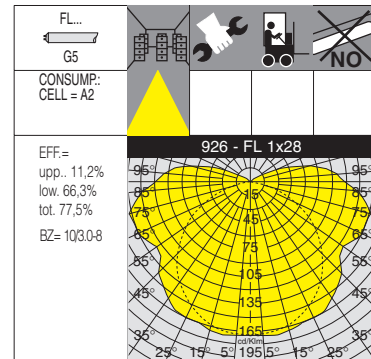 FL...
G5
NO
CONSUMP.:
CELL = A2
926 - FL 1x28
EFF.=
upp.. 11,2%
low. 66,3%
tot. 77,5%
BZ= 10/3.0-8
95° 95°
85° 15 85°
75° 45 75°
65° 75 65°
55° 105 55°
45° 135 45°
35° 165 35°
cd/Klm
25° 15° 5° 195 5° 15° 25°